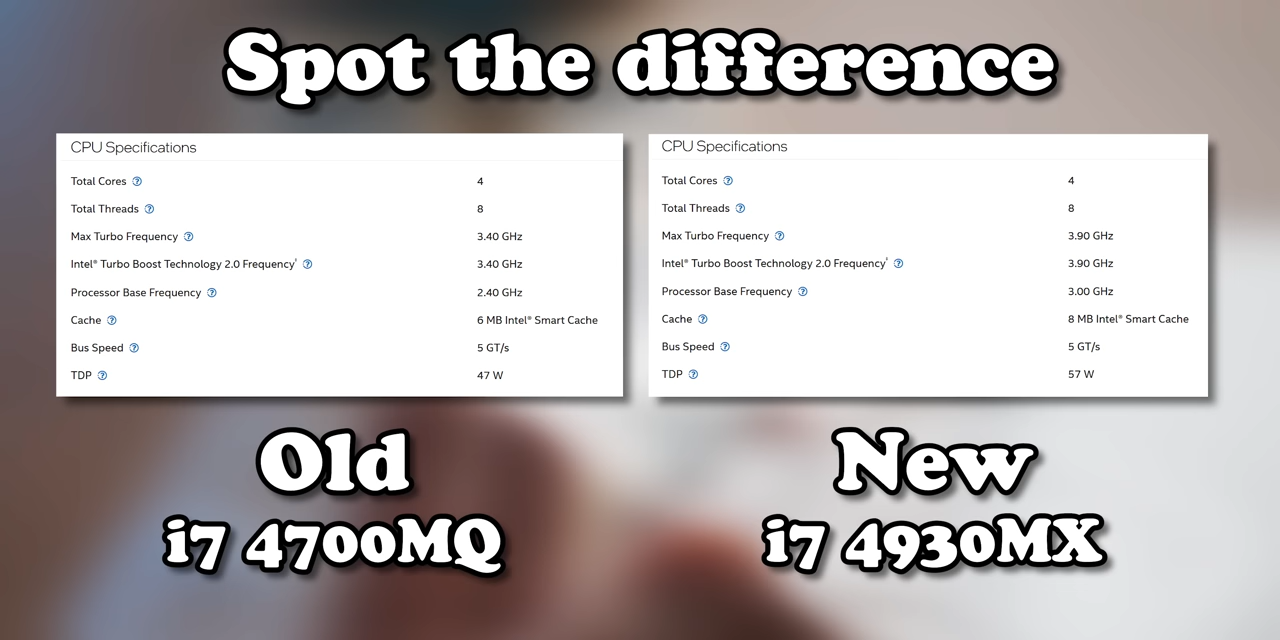 Spot the difference
CPU Specifications
Total Cores 4
Total Threads 8
Max Turbo Frequency 3.40 GHz
Intel® Turbo Boost Technology 2.0 Frequency‡ 3.40 GHz
Processor Base Frequency 2.40 GHz
Cache 6 MB Intel® Smart Cache
Bus Speed 5 GT/s
TDP 47 W
CPU Specifications
Total Cores 4
Total Threads 8
Max Turbo Frequency 3.90 GHz
Intel® Turbo Boost Technology 2.0 Frequency‡ 3.90 GHz
Processor Base Frequency 3.00 GHz
Cache 8 MB Intel® Smart Cache
Bus Speed 5 GT/s
TDP 57 W
Old
i7 4700MQ
New
i7 4930MX